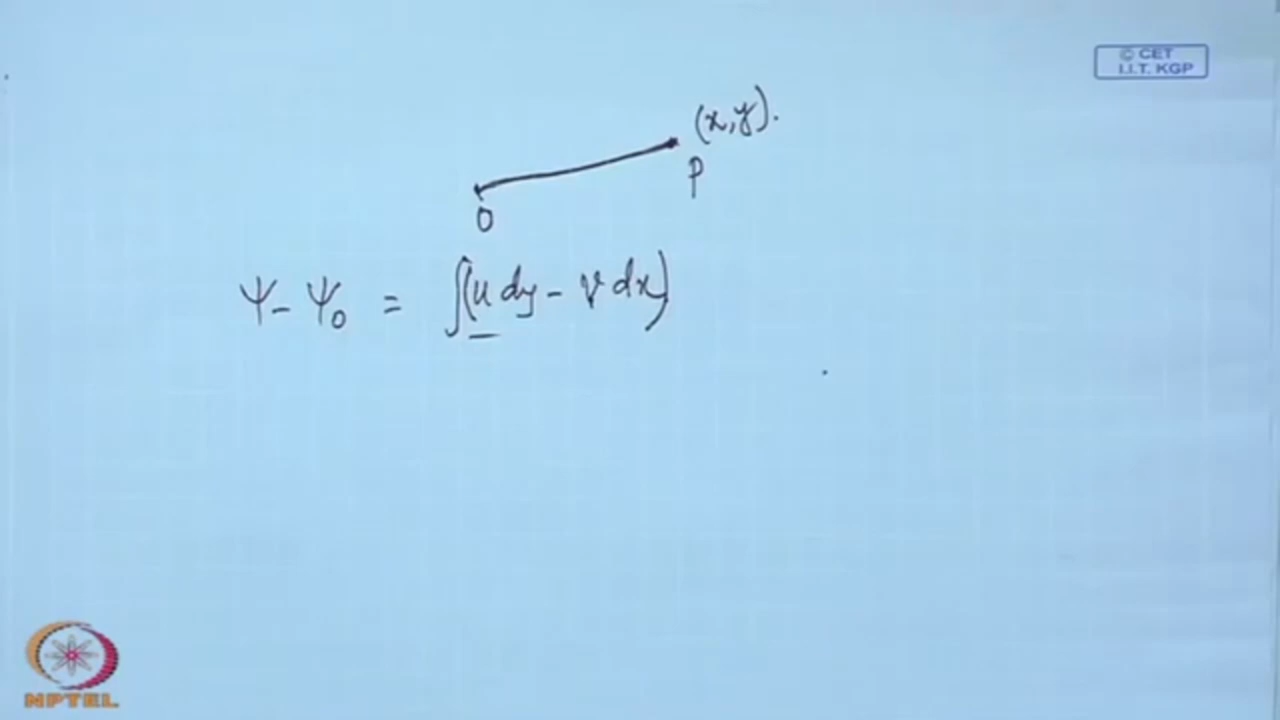 © CET
I.I.T. KGP
(x,y).
P
O
Ψ - Ψ₀ = ∫(u dy - v dx)
NPTEL